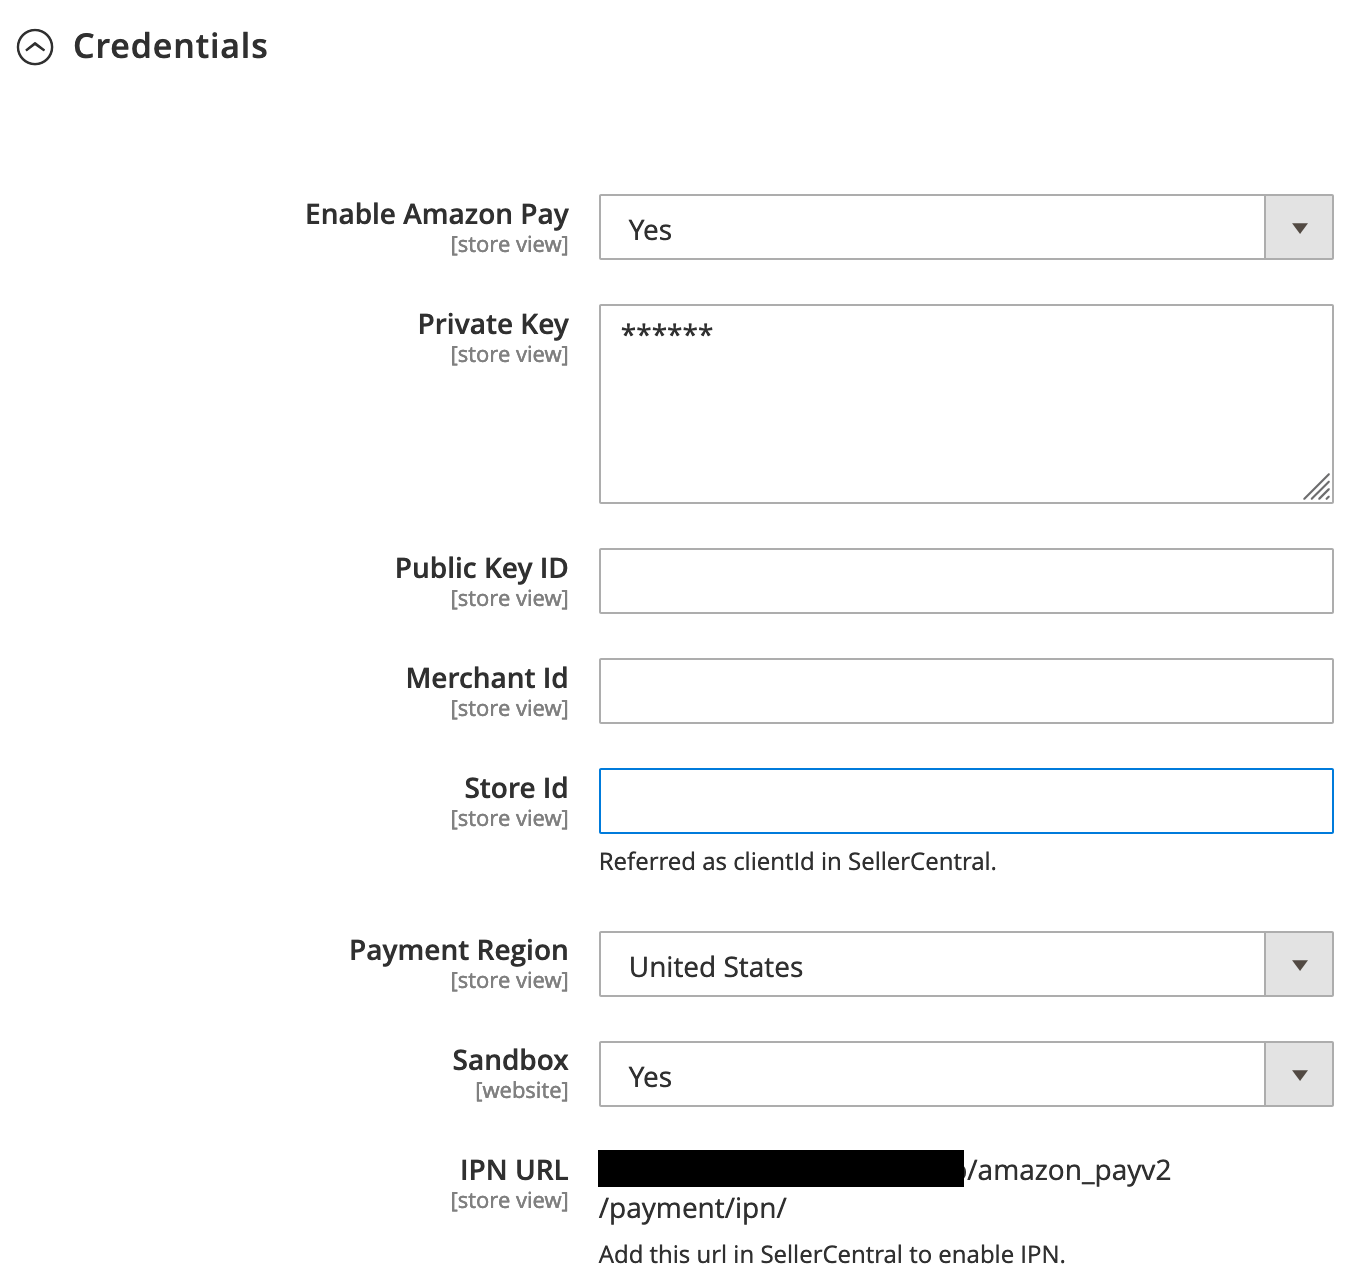 Credentials
Enable Amazon Pay
[store view]
Yes
Private Key
[store view]
******
Public Key ID
[store view]
Merchant Id
[store view]
Store Id
[store view]
Referred as clientId in SellerCentral.
Payment Region
[store view]
United States
Sandbox
[website]
Yes
IPN URL
[store view]
/amazon_payv2
/payment/ipn/
Add this url in SellerCentral to enable IPN.